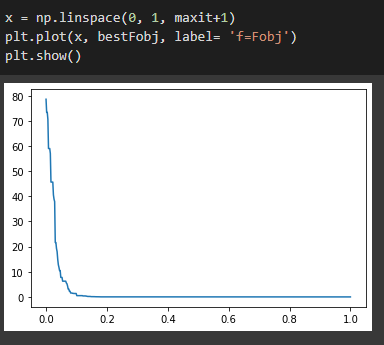 x = np.linspace(0, 1, maxit+1)
plt.plot(x, bestFobj, label= 'f=Fobj')
plt.show()
80
70
60
50
40
30
20
10
0
0.0 0.2 0.4 0.6 0.8 1.0